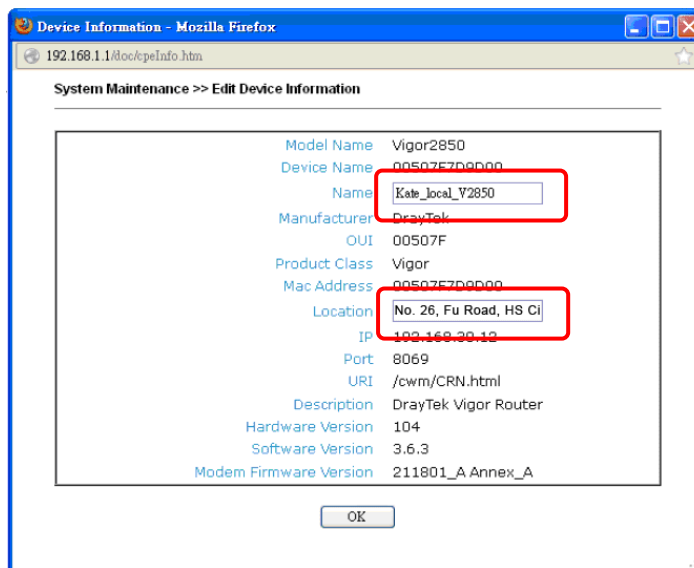 Device Information - Mozilla Firefox
192.168.1.1/doc/cpeInfo.htm
System Maintenance >> Edit Device Information
Model Name Vigor2850
Device Name 00507F7D9D00
Name Kate_local_V2850
Manufacturer DrayTek
OUI 00507F
Product Class Vigor
Mac Address 00507F7D9D00
Location No. 26, Fu Road, HS Ci
IP 192.168.30.12
Port 8069
URI /cwm/CRN.html
Description DrayTek Vigor Router
Hardware Version 104
Software Version 3.6.3
Modem Firmware Version 211801_A Annex_A
OK